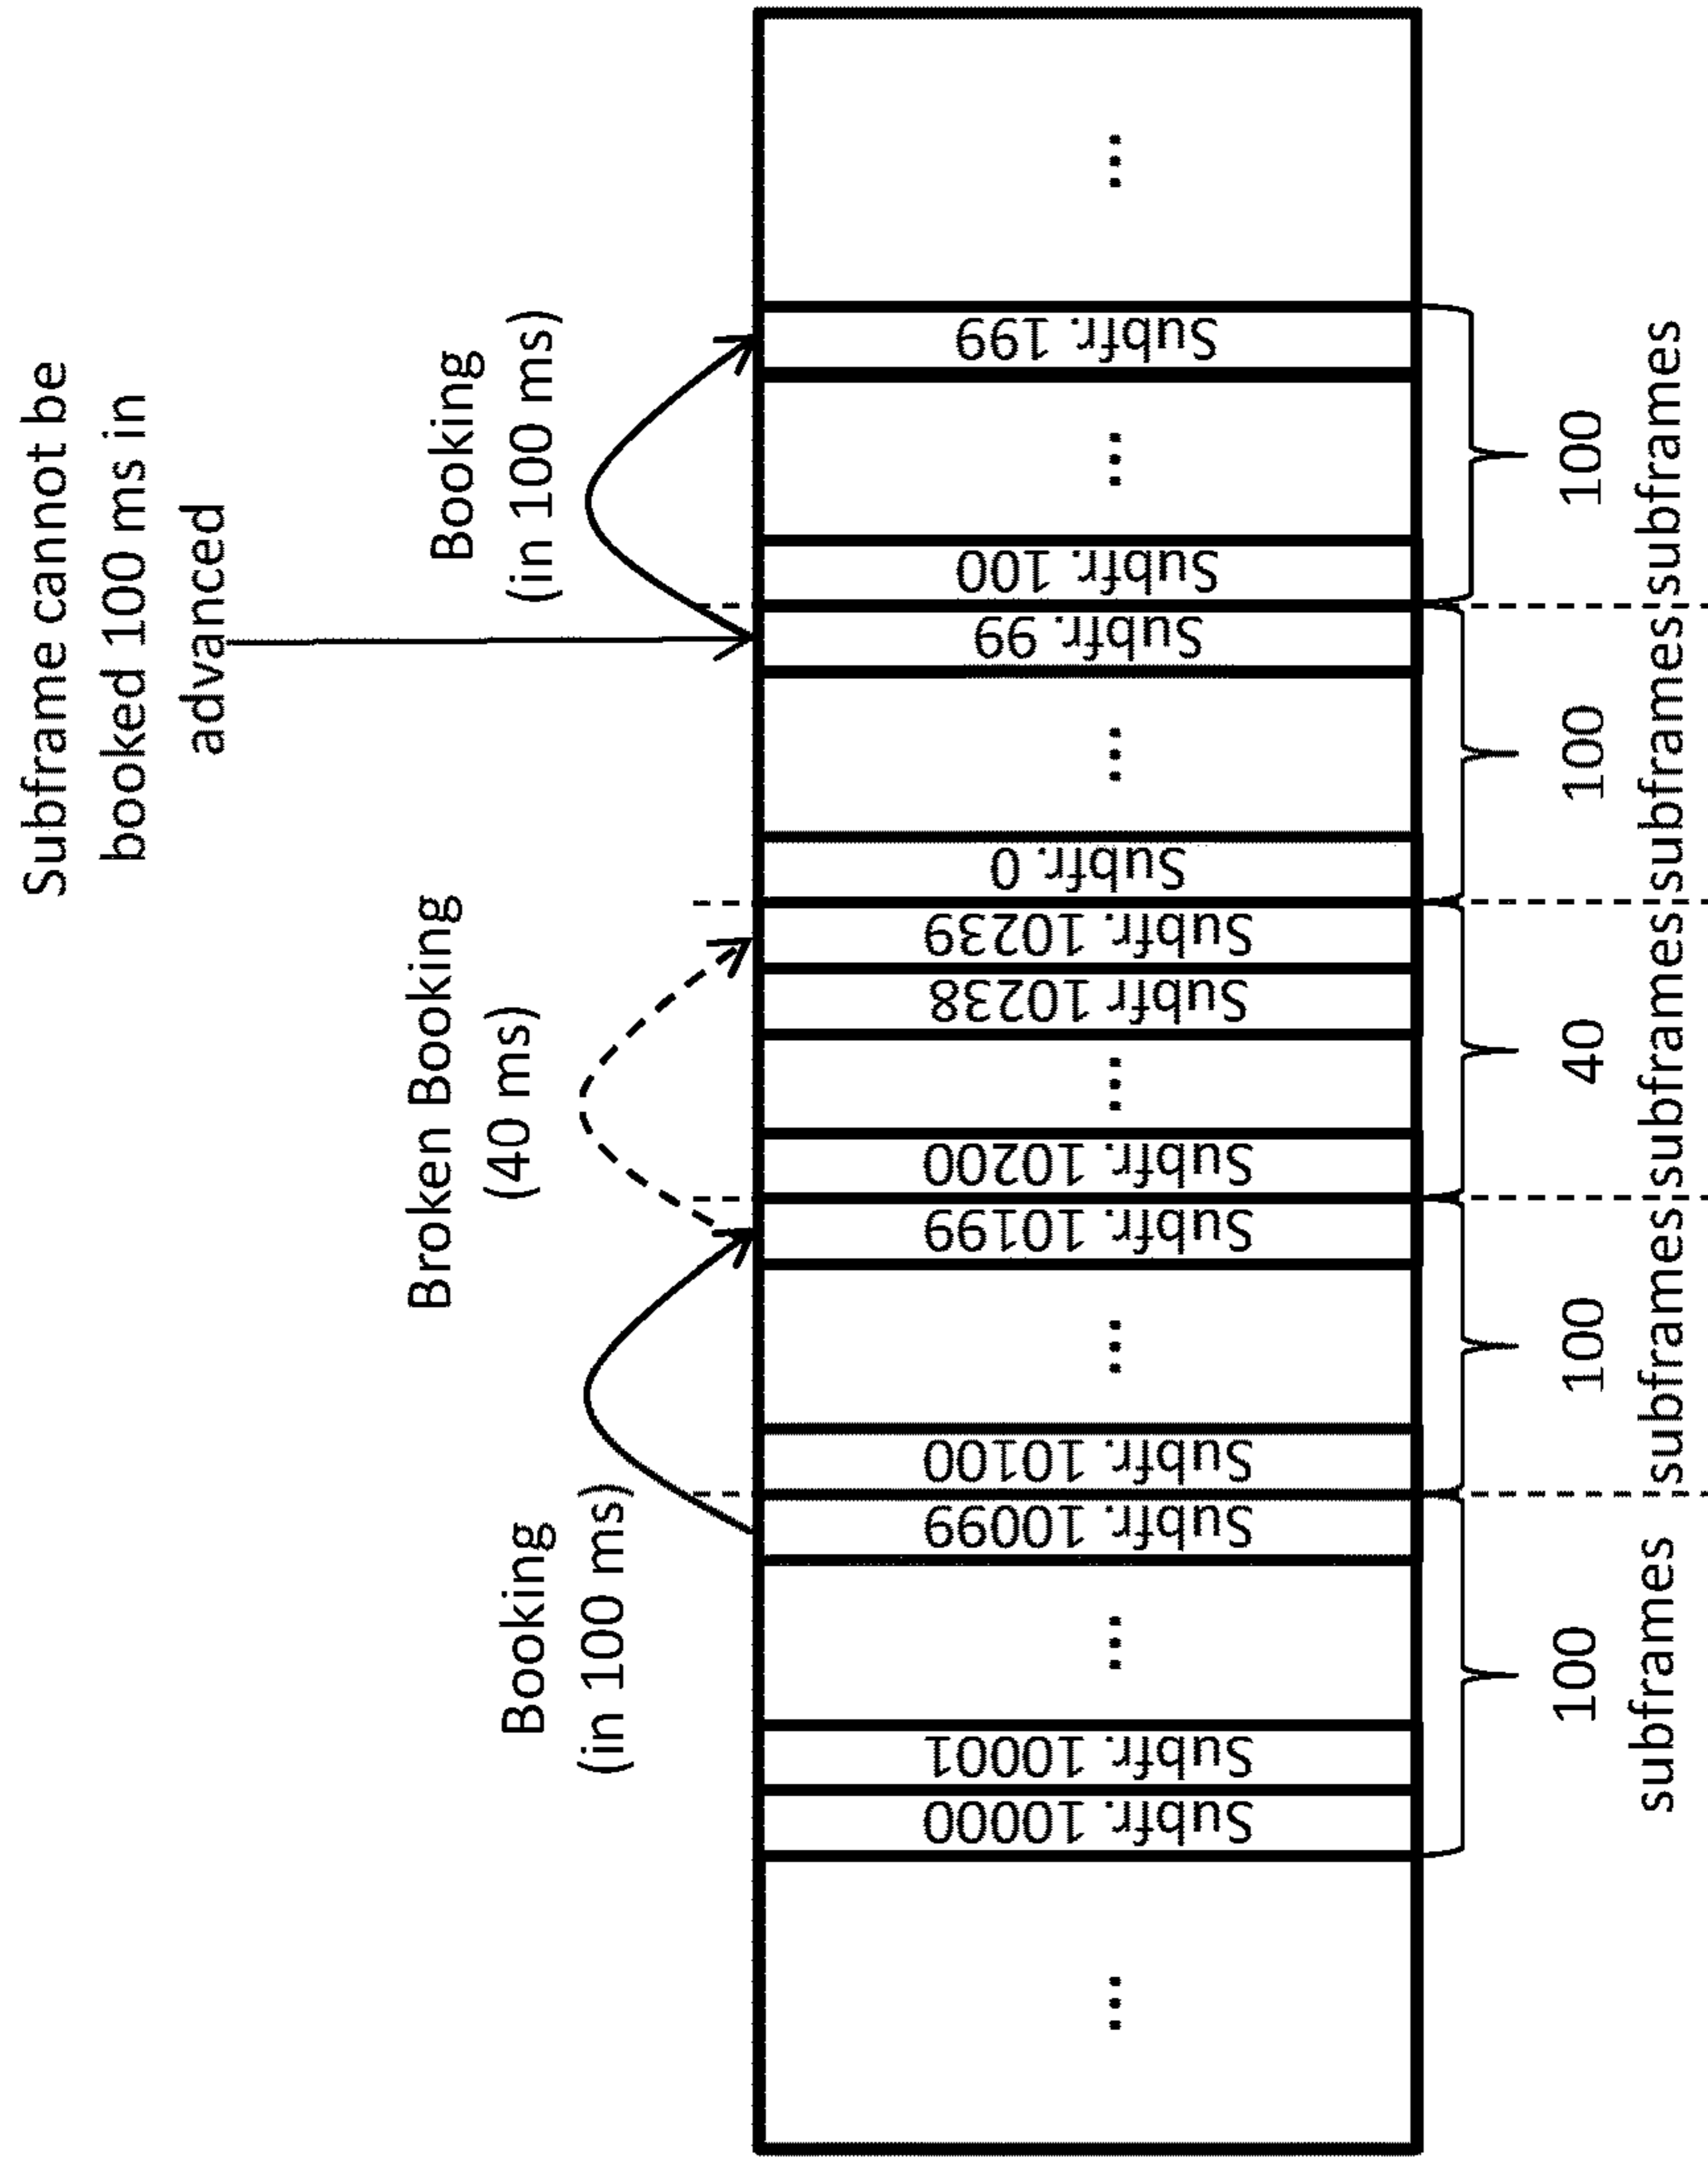 Subframe cannot be
booked 100 ms in
advanced
Booking
(in 100 ms)
Broken Booking
(40 ms)
Booking
(in 100 ms)
...
Subfr. 10000
Subfr. 10001
...
Subfr. 10099
Subfr. 10100
...
Subfr. 10199
Subfr. 10200
...
Subfr 10238
Subfr. 10239
Subfr. 0
...
Subfr. 99
Subfr. 100
...
Subfr. 199
...
100
subframes
100
subframes
40
subframes
100
subframes
100
subframes